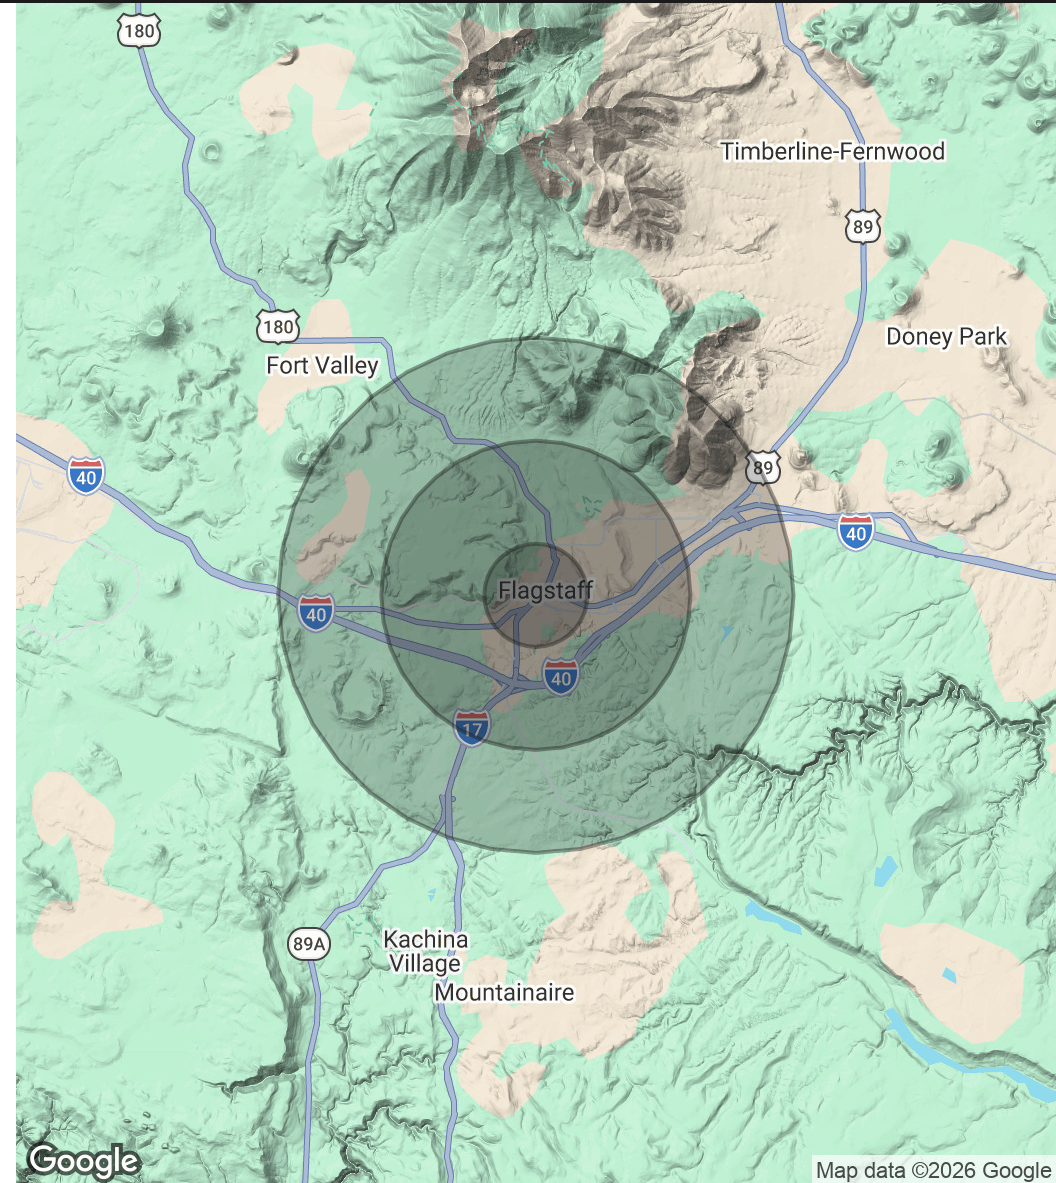 180
Timberline-Fernwood
89
180
Doney Park
Fort Valley
89
40
40
Flagstaff
40
40
17
Kachina
Village
89A
Mountainaire
Google
Map data ©2026 Google